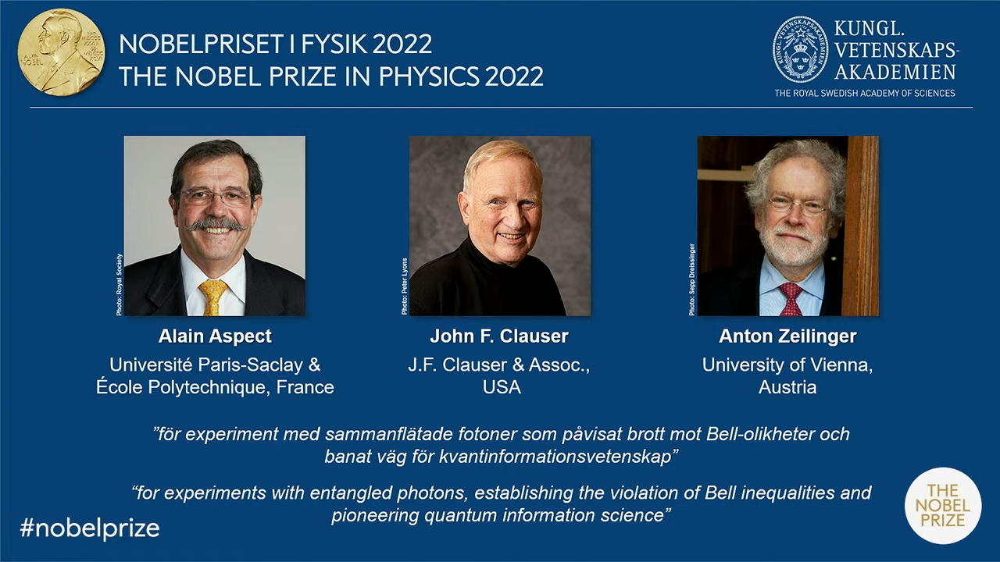 NOBELPRISET I FYSIK 2022
THE NOBEL PRIZE IN PHYSICS 2022
KUNGL.
VETENSKAPS-
AKADEMIEN
THE ROYAL SWEDISH ACADEMY OF SCIENCES
Photo: Royal Society
Photo: Peter Lyons
Photo: Sepp Dreissinger
Alain Aspect
Université Paris-Saclay &
École Polytechnique, France
John F. Clauser
J.F. Clauser & Assoc.,
USA
Anton Zeilinger
University of Vienna,
Austria
”för experiment med sammanflätade fotoner som påvisat brott mot Bell-olikheter och
banat väg för kvantinformationsvetenskap”
“for experiments with entangled photons, establishing the violation of Bell inequalities and
pioneering quantum information science”
#nobelprize
THE
NOBEL
PRIZE